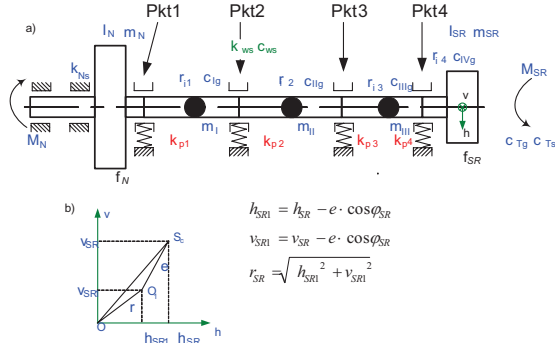 Pkt1 Pkt2 Pkt3 Pkt4
a) I_N m_N I_SR m_SR
k_ws c_ws
r_i4 c_IVg
k_Ns r_i1 c_Ig r_2 c_IIg r_i3 c_IIIg M_SR
v
h
M_N m_I m_II m_III
k_p1 k_p2 k_p3 k_p4
f_N f_SR c_Tg c_Ts
b)
v
v_SR S_c
e
v_SR O_i
r
O h
h_SR1 h_SR
h_SR1 = h_SR − e · cosφ_SR
v_SR1 = v_SR − e · cosφ_SR
r_SR = √(h_SR1² + v_SR1²)